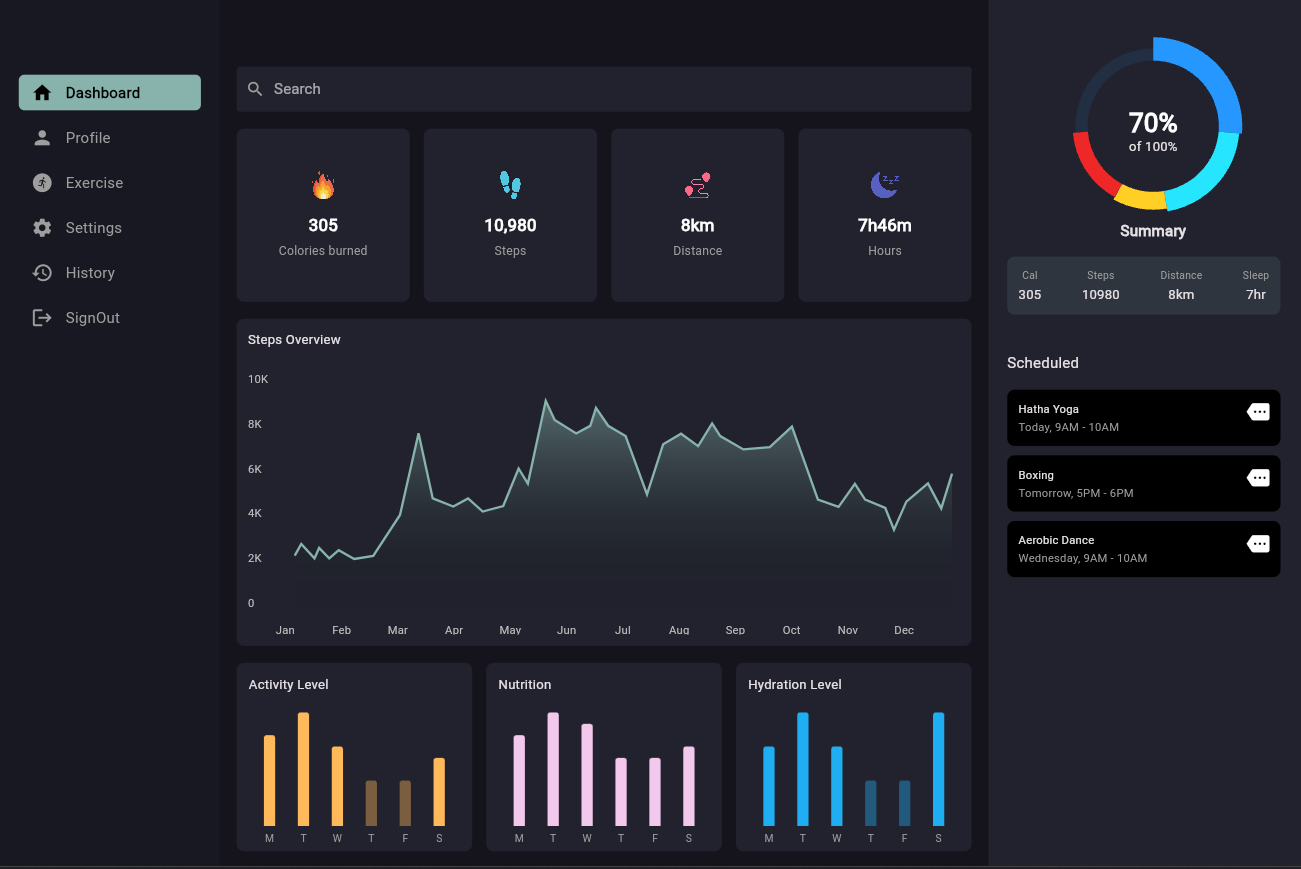 Dashboard
Profile
Exercise
Settings
History
SignOut
Search
305
Colories burned
10,980
Steps
8km
Distance
7h46m
Hours
Steps Overview
10K
8K
6K
4K
2K
0
Jan Feb Mar Apr May Jun Jul Aug Sep Oct Nov Dec
Activity Level
M T W T F S
Nutrition
M T W T F S
Hydration Level
M T W T F S
70%
of 100%
Summary
Cal Steps Distance Sleep
305 10980 8km 7hr
Scheduled
Hatha Yoga
Today, 9AM - 10AM
Boxing
Tomorrow, 5PM - 6PM
Aerobic Dance
Wednesday, 9AM - 10AM